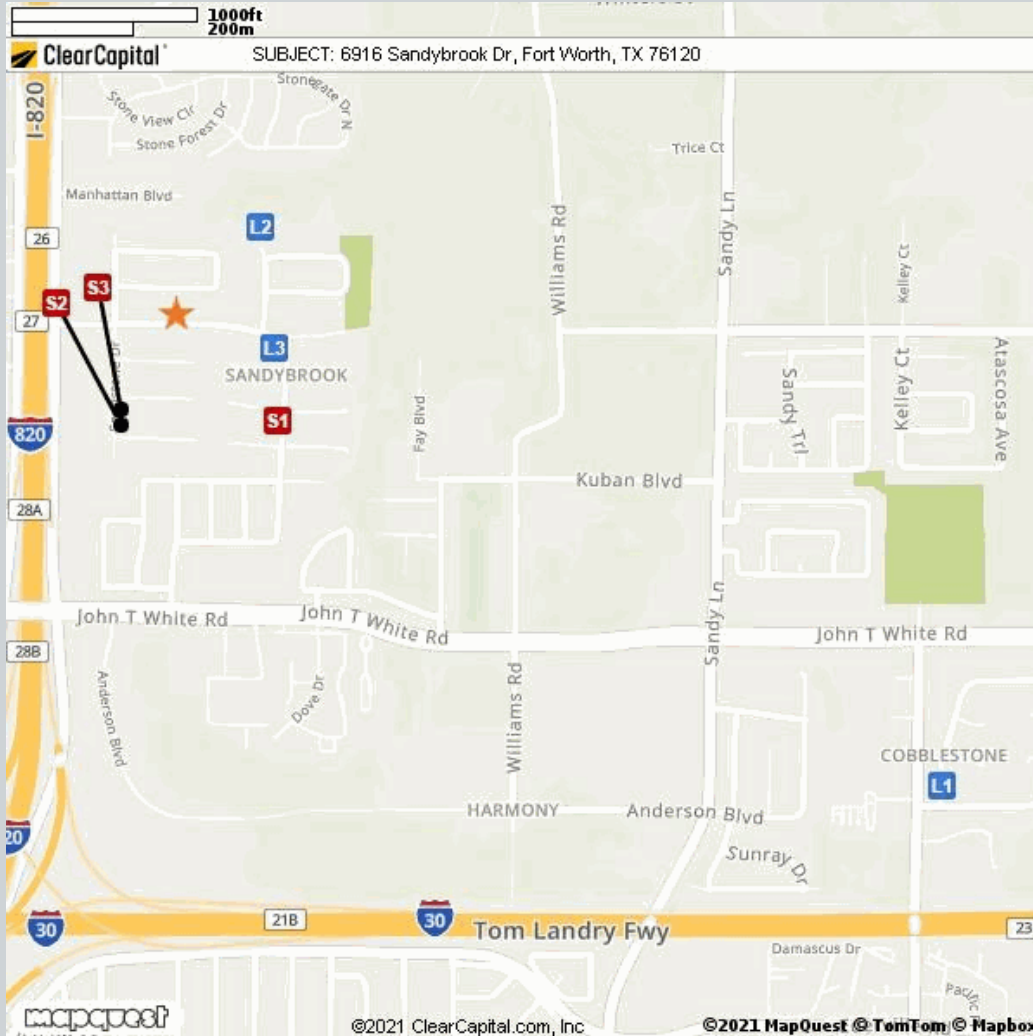 1000ft
200m
ClearCapital
SUBJECT: 6916 Sandybrook Dr, Fort Worth, TX 76120
I-820
Stone View Cir
Stone Forest Dr
Stonegate Dr N
Trice Ct
Manhattan Blvd
Sandy Ln
Williams Rd
L2
26
Kelley Ct
S3
S2
27
L3
SANDYBROOK
Kelley Ct
Atascosa Ave
Sandy Trl
Fay Blvd
S1
820
Kuban Blvd
28A
John T White Rd
John T White Rd
John T White Rd
Sandy Ln
28B
Anderson Blvd
Dove Dr
Williams Rd
COBBLESTONE
L1
HARMONY
Anderson Blvd
20
Sunray Dr
30
21B
30
Tom Landry Fwy
23
Damascus Dr
Pacific
mapquest
©2021 ClearCapital.com, Inc
©2021 MapQuest © TomTom © Mapbox